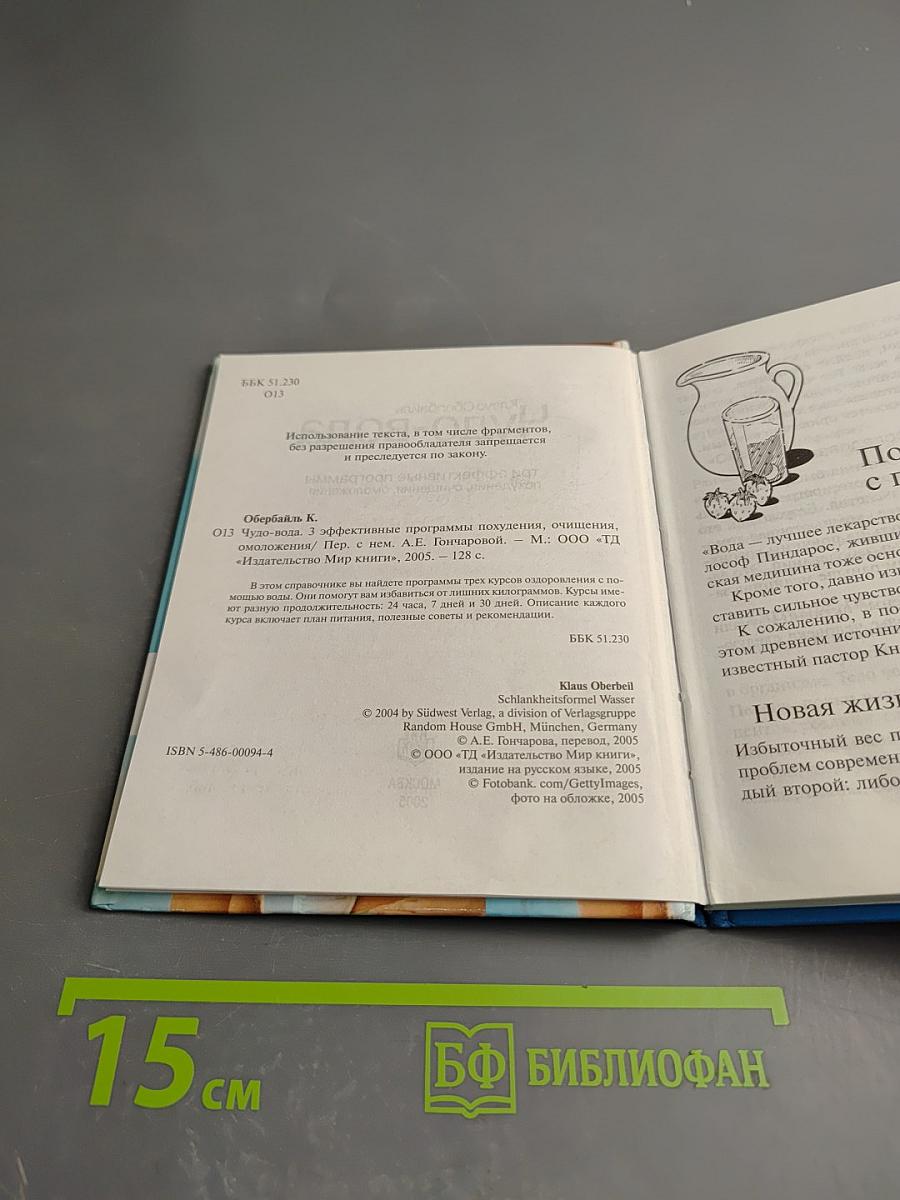 ББК 51.230
О13
Использование текста, в том числе фрагментов,
без разрешения правообладателя запрещается
и преследуется по закону.
Обербайль К.
О13 Чудо-вода. 3 эффективные программы похудения, очищения,
омоложения/ Пер. с нем. А.Е. Гончаровой. – М.: ООО «ТД
«Издательство Мир книги», 2005. – 128 с.
В этом справочнике вы найдете программы трех курсов оздоровления с по-
мощью воды. Они помогут вам избавиться от лишних килограммов. Курсы име-
ют разную продолжительность: 24 часа, 7 дней и 30 дней. Описание каждого
курса включает план питания, полезные советы и рекомендации.
ББК 51.230
Klaus Oberbeil
Schlankheitsformel Wasser
© 2004 by Südwest Verlag, a division of Verlagsgruppe
Random House GmbH, München, Germany
© А.Е. Гончарова, перевод, 2005
© ООО «ТД «Издательство Мир книги»,
издание на русском языке, 2005
© Fotobank. com/GettyImages,
фото на обложке, 2005
ISBN 5-486-00094-4
По
с п
«Вода — лучшее лекарство
лософ Пиндарос, живши
ская медицина тоже осно
Кроме того, давно изв
ставить сильное чувство
К сожалению, в по
этом древнем источни
известный пастор Кн
Новая жизн
Избыточный вес п
проблем современ
дый второй: либо
15 см
БФ БИБЛИОФАН